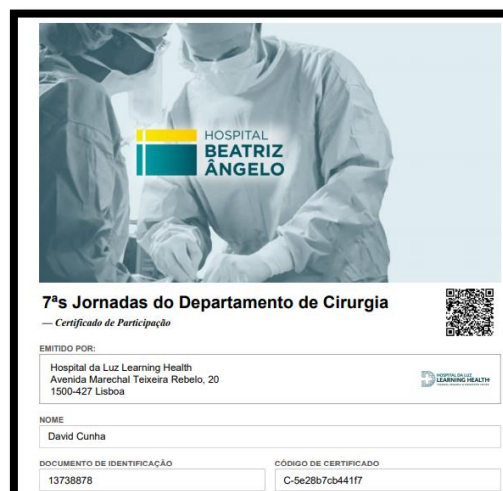 HOSPITAL
BEATRIZ
ÂNGELO
7ªs Jornadas do Departamento de Cirurgia
— Certificado de Participação
EMITIDO POR:
Hospital da Luz Learning Health
Avenida Marechal Teixeira Rebelo, 20
1500-427 Lisboa
HOSPITAL DA LUZ
LEARNING HEALTH
NOME
David Cunha
DOCUMENTO DE IDENTIFICAÇÃO
13738878
CÓDIGO DE CERTIFICADO
C-5e28b7cb441f7